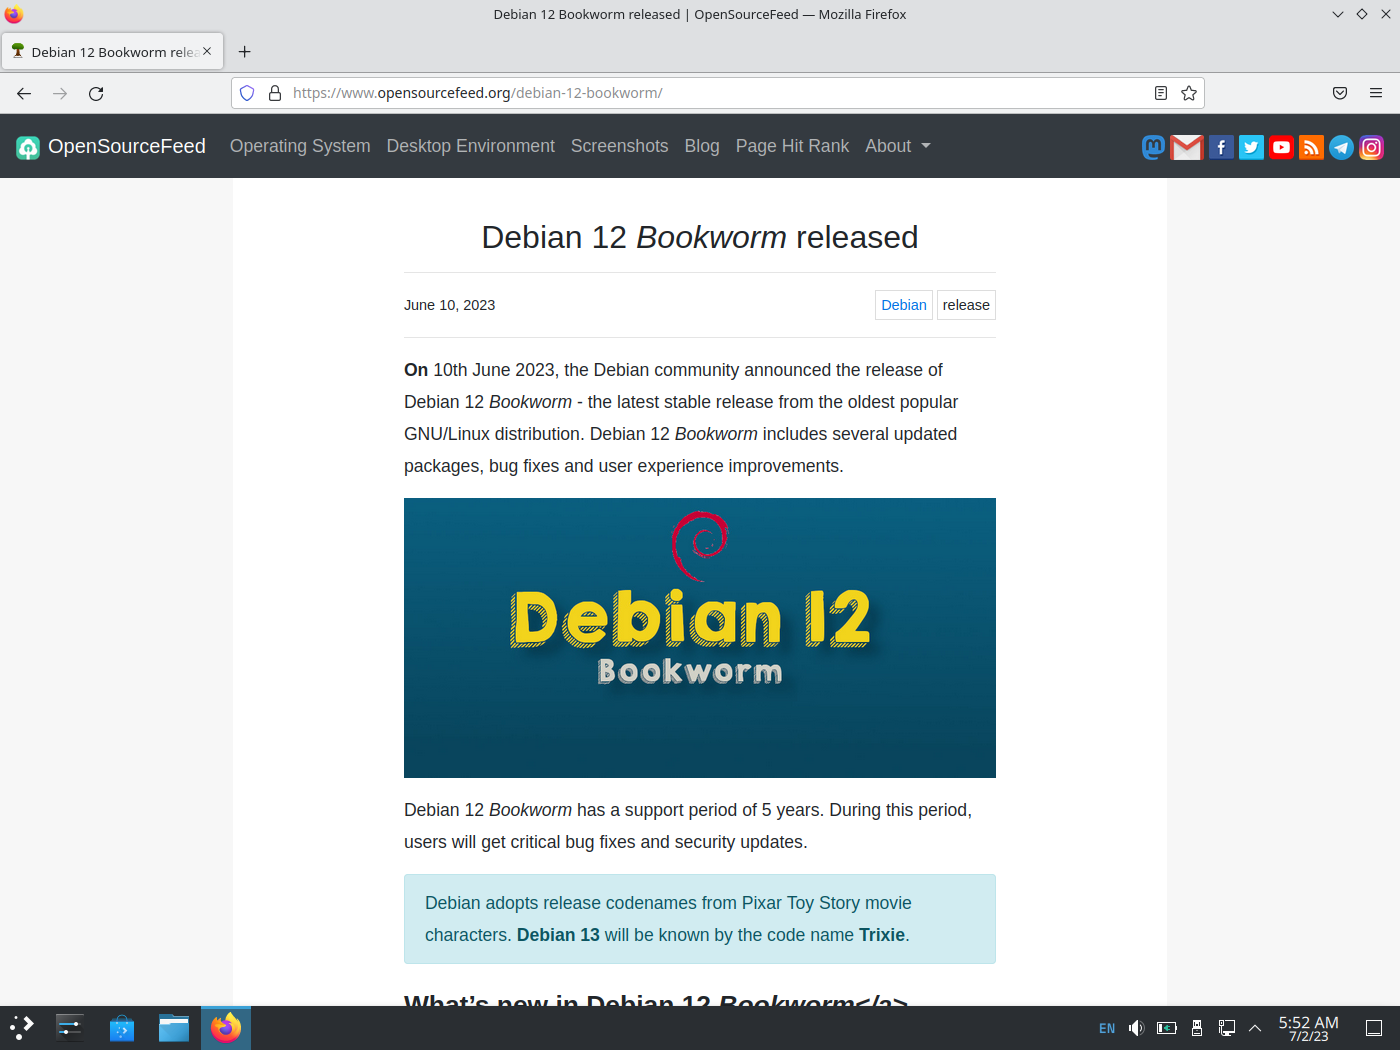 Debian 12 Bookworm released | OpenSourceFeed — Mozilla Firefox
Debian 12 Bookworm relea
https://www.opensourcefeed.org/debian-12-bookworm/
OpenSourceFeed Operating System Desktop Environment Screenshots Blog Page Hit Rank About
Debian 12 Bookworm released
June 10, 2023 Debian release
On 10th June 2023, the Debian community announced the release of
Debian 12 Bookworm - the latest stable release from the oldest popular
GNU/Linux distribution. Debian 12 Bookworm includes several updated
packages, bug fixes and user experience improvements.
Debian 12
Bookworm
Debian 12 Bookworm has a support period of 5 years. During this period,
users will get critical bug fixes and security updates.
Debian adopts release codenames from Pixar Toy Story movie
characters. Debian 13 will be known by the code name Trixie.
What's new in Debian 12 Bookworm</a>
EN 5:52 AM
7/2/23